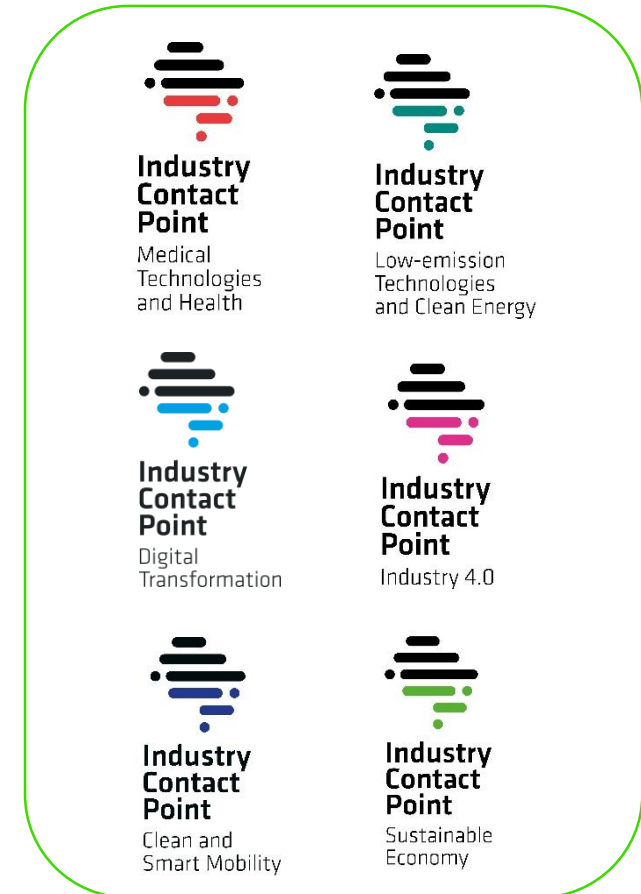 Industry
Contact
Point
Medical
Technologies
and Health
Industry
Contact
Point
Low-emission
Technologies
and Clean Energy
Industry
Contact
Point
Digital
Transformation
Industry
Contact
Point
Industry 4.0
Industry
Contact
Point
Clean and
Smart Mobility
Industry
Contact
Point
Sustainable
Economy